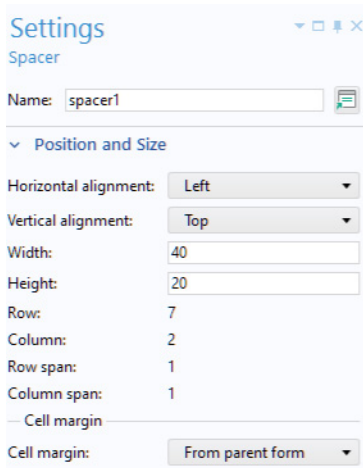 Settings
Spacer
Name: spacer1
Position and Size
Horizontal alignment: Left
Vertical alignment: Top
Width: 40
Height: 20
Row: 7
Column: 2
Row span: 1
Column span: 1
Cell margin
Cell margin: From parent form